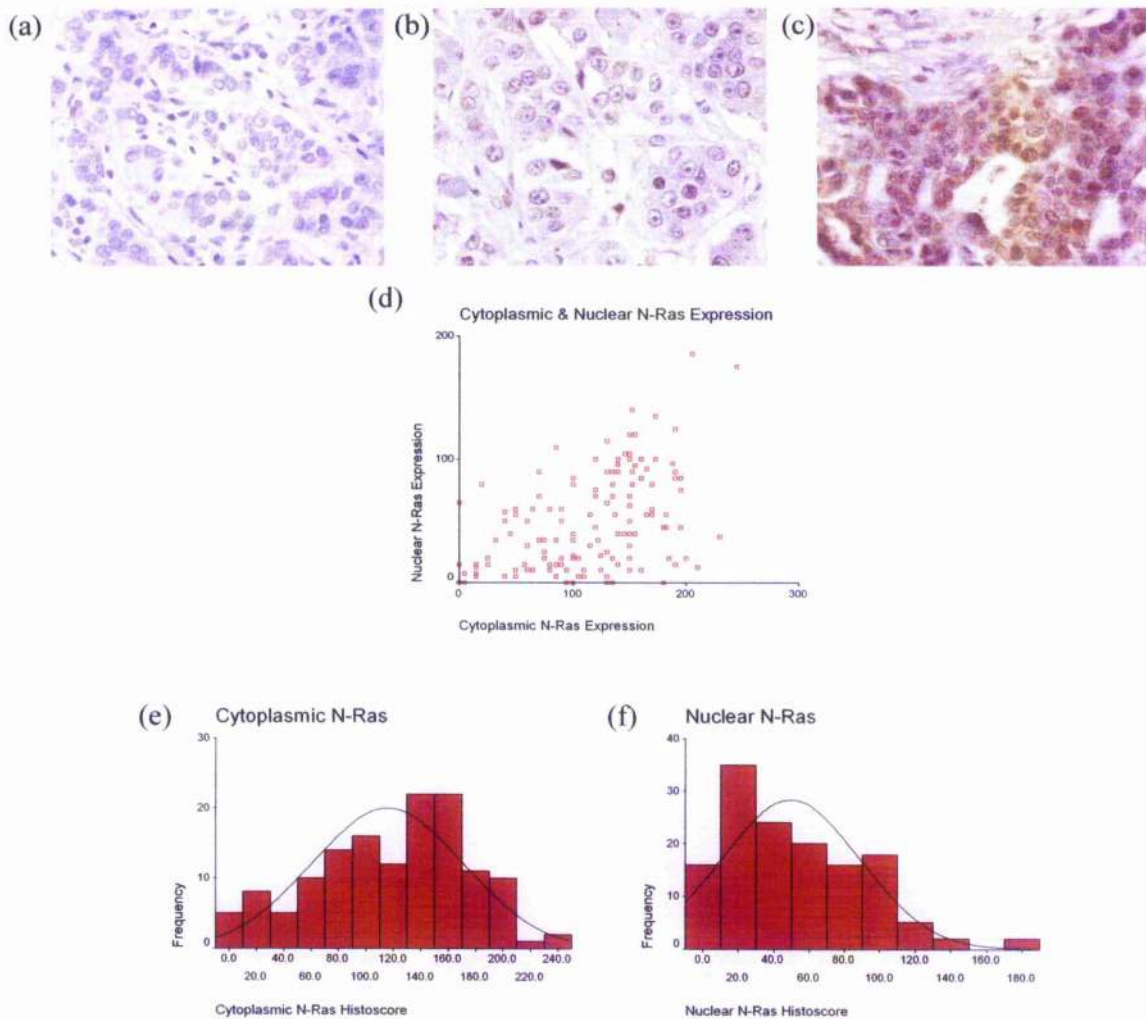 (a)
(b)
(c)
(d)
Cytoplasmic & Nuclear N-Ras Expression
200
100
0
Nuclear N-Ras Expression
0 100 200 300
Cytoplasmic N-Ras Expression
(e) Cytoplasmic N-Ras
30
20
10
0
Frequency
0.0 40.0 80.0 120.0 160.0 200.0 240.0
20.0 60.0 100.0 140.0 180.0 220.0
Cytoplasmic N-Ras Histoscore
(f) Nuclear N-Ras
40
30
20
10
0
Frequency
0.0 40.0 80.0 120.0 160.0
20.0 60.0 100.0 140.0 180.0
Nuclear N-Ras Histoscore